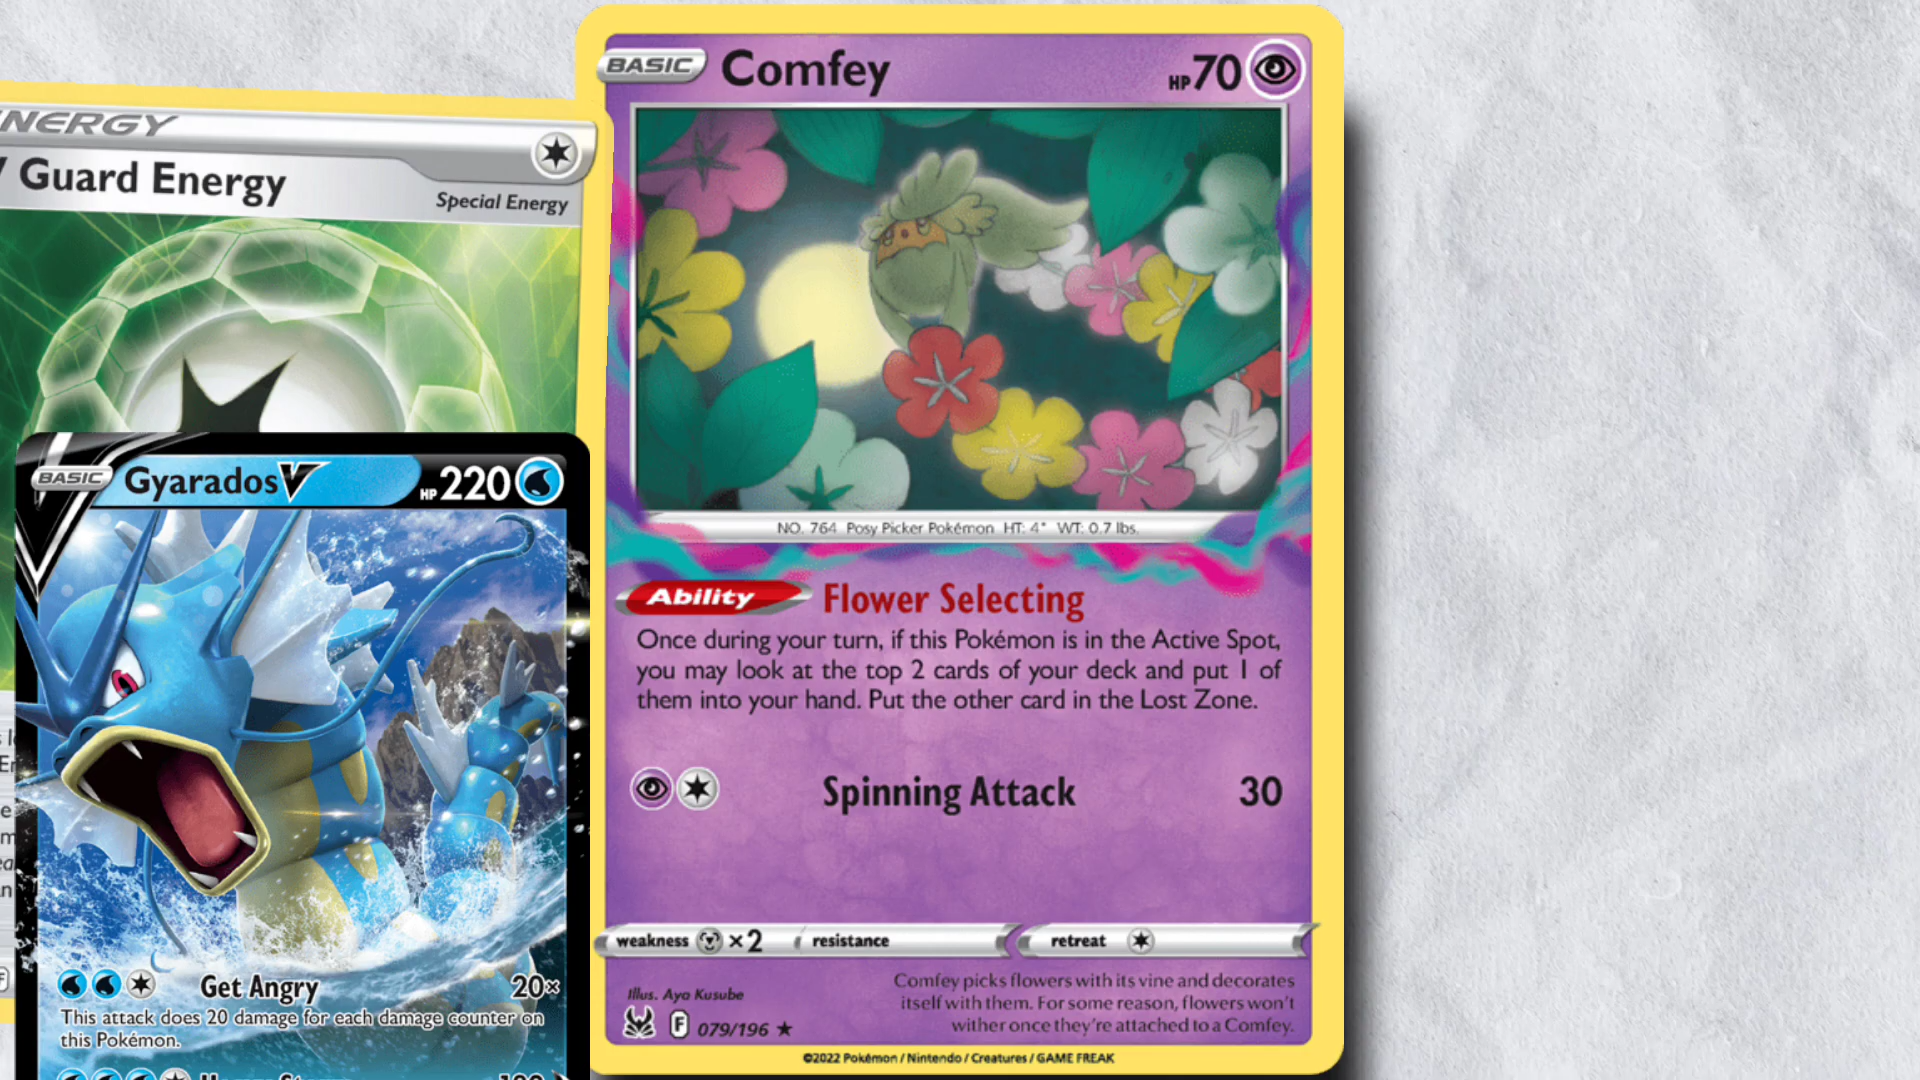 BASIC Comfey HP 70
NO. 764 Posy Picker Pokémon HT: 4" WT: 0.7 lbs.
Ability Flower Selecting
Once during your turn, if this Pokémon is in the Active Spot,
you may look at the top 2 cards of your deck and put 1 of
them into your hand. Put the other card in the Lost Zone.
Spinning Attack 30
weakness ×2 resistance retreat
Illus. Aya Kusube
F 079/196 ★
Comfey picks flowers with its vine and decorates
itself with them. For some reason, flowers won't
wither once they're attached to a Comfey.
©2022 Pokémon / Nintendo / Creatures / GAME FREAK
Guard Energy
Special Energy
BASIC Gyarados V HP 220
Get Angry 20×
This attack does 20 damage for each damage counter on
this Pokémon.